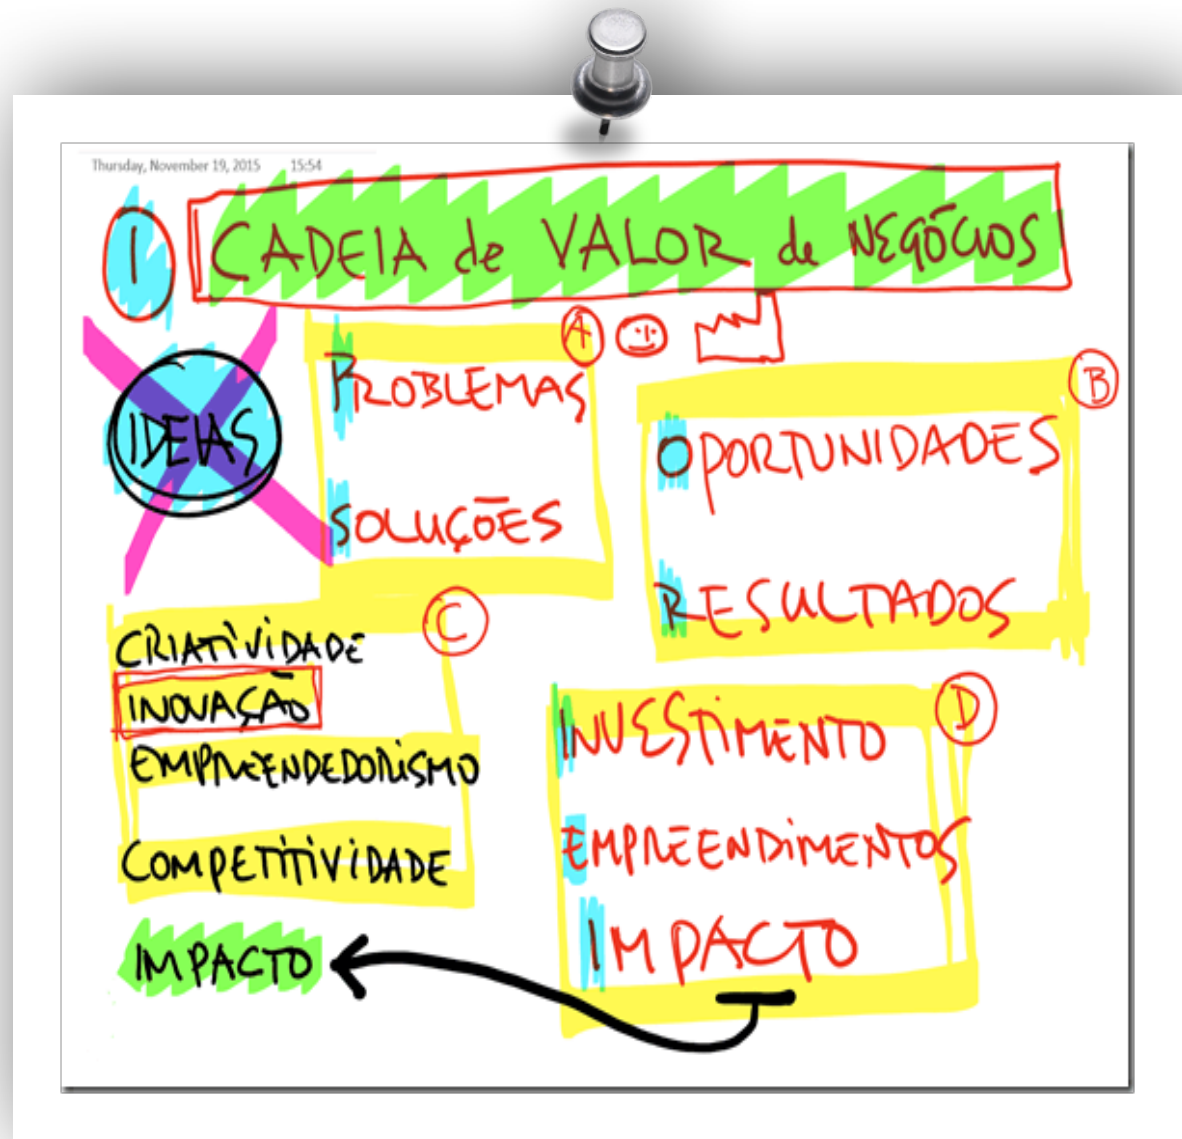 Thursday, November 19, 2015 15:54
1 CADEIA de VALOR de NEGÓCIOS
IDEIAS
A
PROBLEMAS
SOLUÇÕES
B
OPORTUNIDADES
RESULTADOS
C
CRIATIVIDADE
INOVAÇÃO
EMPREENDEDORISMO
COMPETITIVIDADE
IMPACTO
D
INVESTIMENTO
EMPREENDIMENTOS
IMPACTO